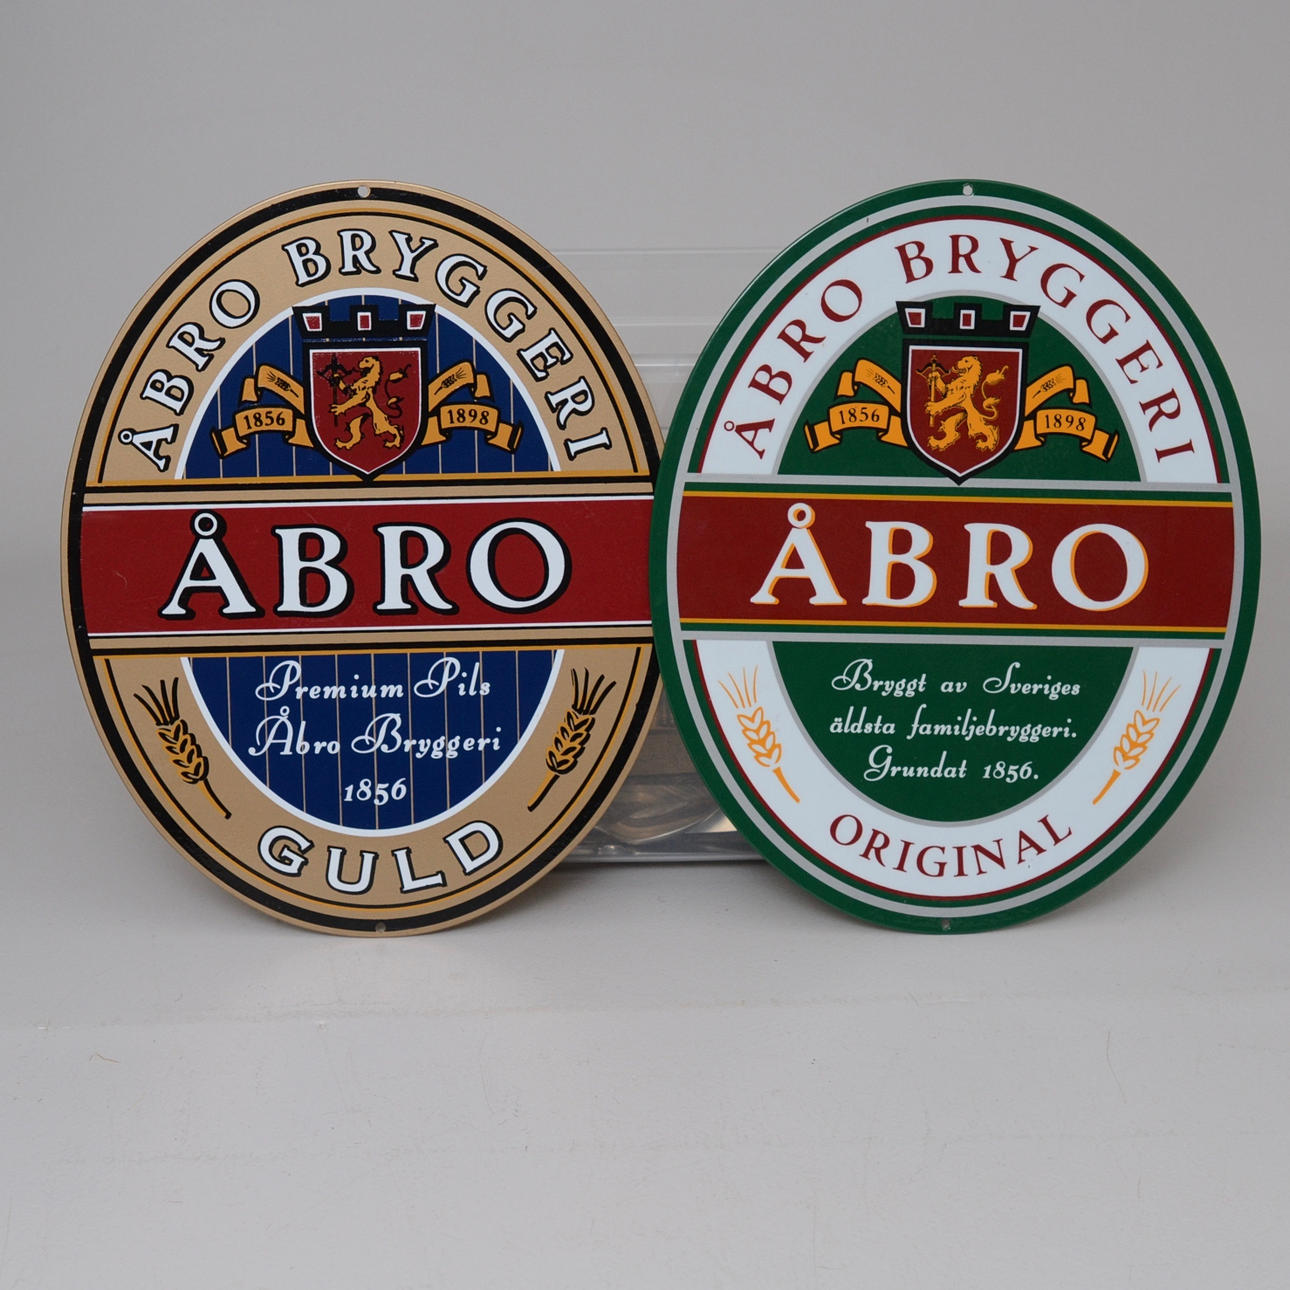 ÅBRO BRYGGERI
1856 1898
ÅBRO
Premium Pils
Åbro Bryggeri
1856
GULD
ÅBRO BRYGGERI
1856 1898
ÅBRO
Bryggt av Sveriges
äldsta familjebryggeri.
Grundat 1856.
ORIGINAL